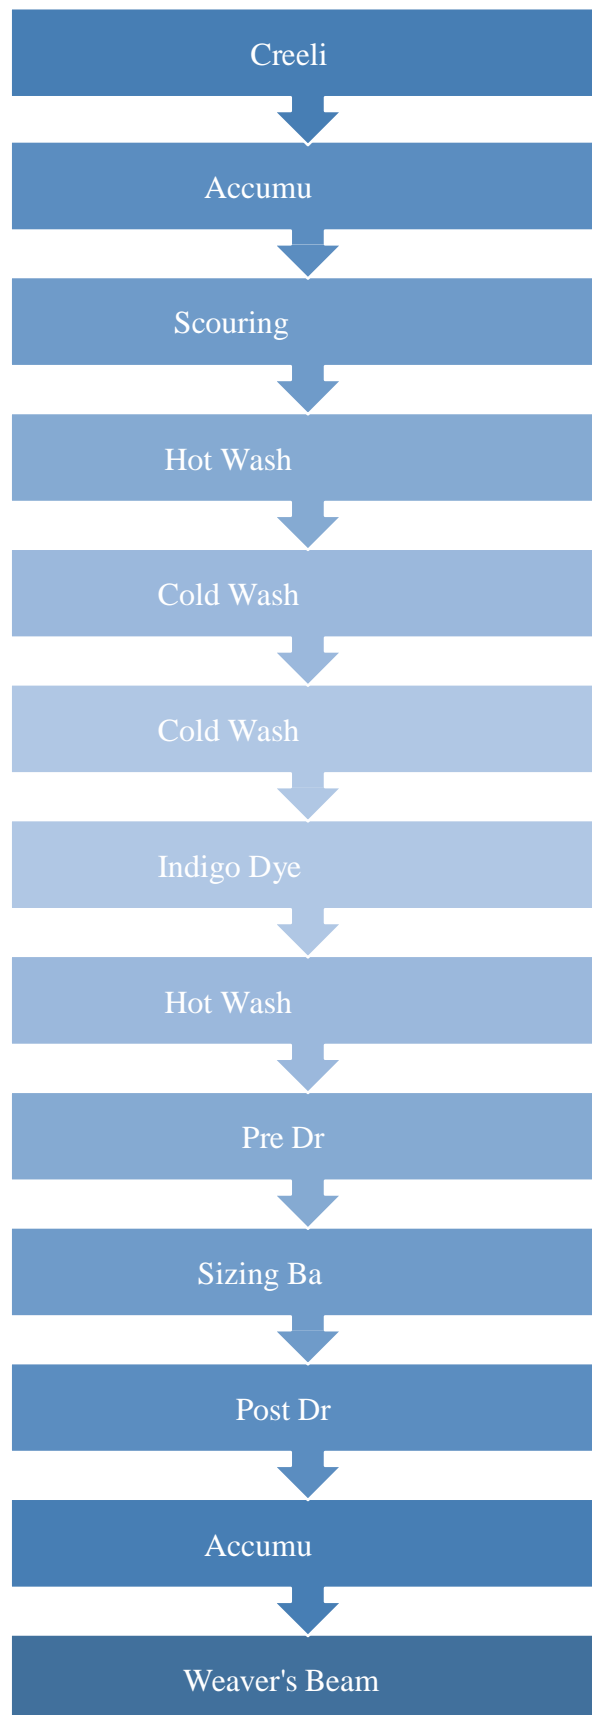 Creeli
Accumu
Scouring
Hot Wash
Cold Wash
Cold Wash
Indigo Dye
Hot Wash
Pre Dr
Sizing Ba
Post Dr
Accumu
Weaver's Beam